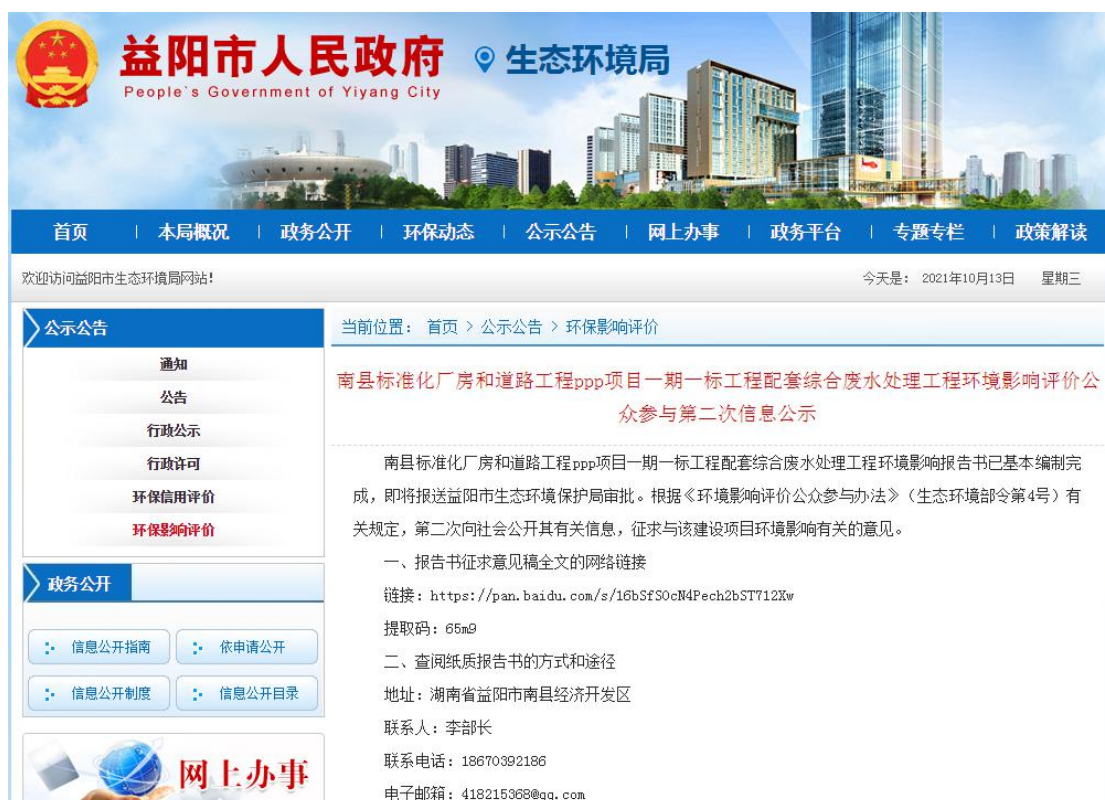 益阳市人民政府 生态环境局
People`s Government of Yiyang City
首页 本局概况 政务公开 环保动态 公示公告 网上办事 政务平台 专题专栏 政策解读
欢迎访问益阳市生态环境局网站! 今天是: 2021年10月13日 星期三
公示公告
通知
公告
行政公示
行政许可
环保信用评价
环保影响评价
政务公开
信息公开指南 依申请公开
信息公开制度 信息公开目录
网上办事
当前位置: 首页 > 公示公告 > 环保影响评价
南县标准化厂房和道路工程ppp项目一期一标工程配套综合废水处理工程环境影响评价公
众参与第二次信息公示
南县标准化厂房和道路工程ppp项目一期一标工程配套综合废水处理工程环境影响报告书已基本编制完
成，即将报送益阳市生态环境保护局审批。根据《环境影响评价公众参与办法》（生态环境部令第4号）有
关规定，第二次向社会公开其有关信息，征求与该建设项目环境影响有关的意见。
一、报告书征求意见稿全文的网络链接
链接：https://pan.baidu.com/s/16bSfSOcN4Pech2bST712Xw
提取码：65m9
二、查阅纸质报告书的方式和途径
地址：湖南省益阳市南县经济开发区
联系人：李部长
联系电话：18670392186
电子邮箱：418215368@qq.com